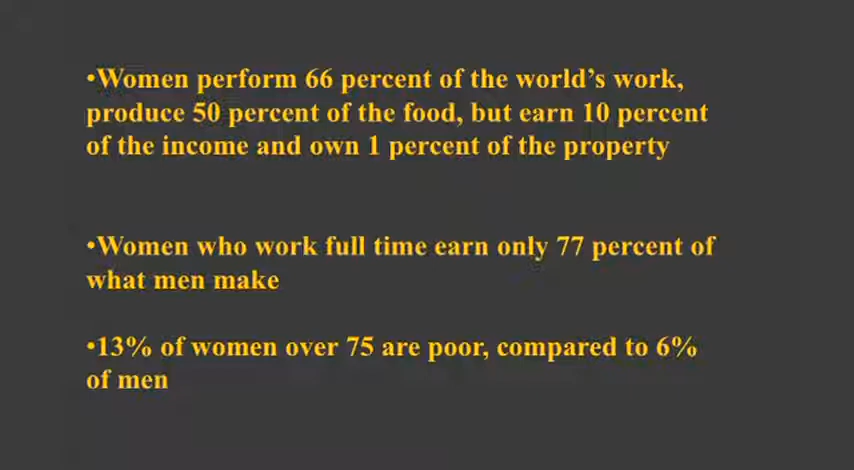 •Women perform 66 percent of the world’s work,
produce 50 percent of the food, but earn 10 percent
of the income and own 1 percent of the property
•Women who work full time earn only 77 percent of
what men make
•13% of women over 75 are poor, compared to 6%
of men